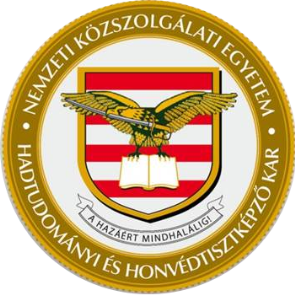 NEMZETI KÖZSZOLGÁLATI EGYETEM
HADTUDOMÁNYI ÉS HONVÉDTISZTKÉPZŐ KAR
A HAZÁÉRT MINDHALÁLIG!